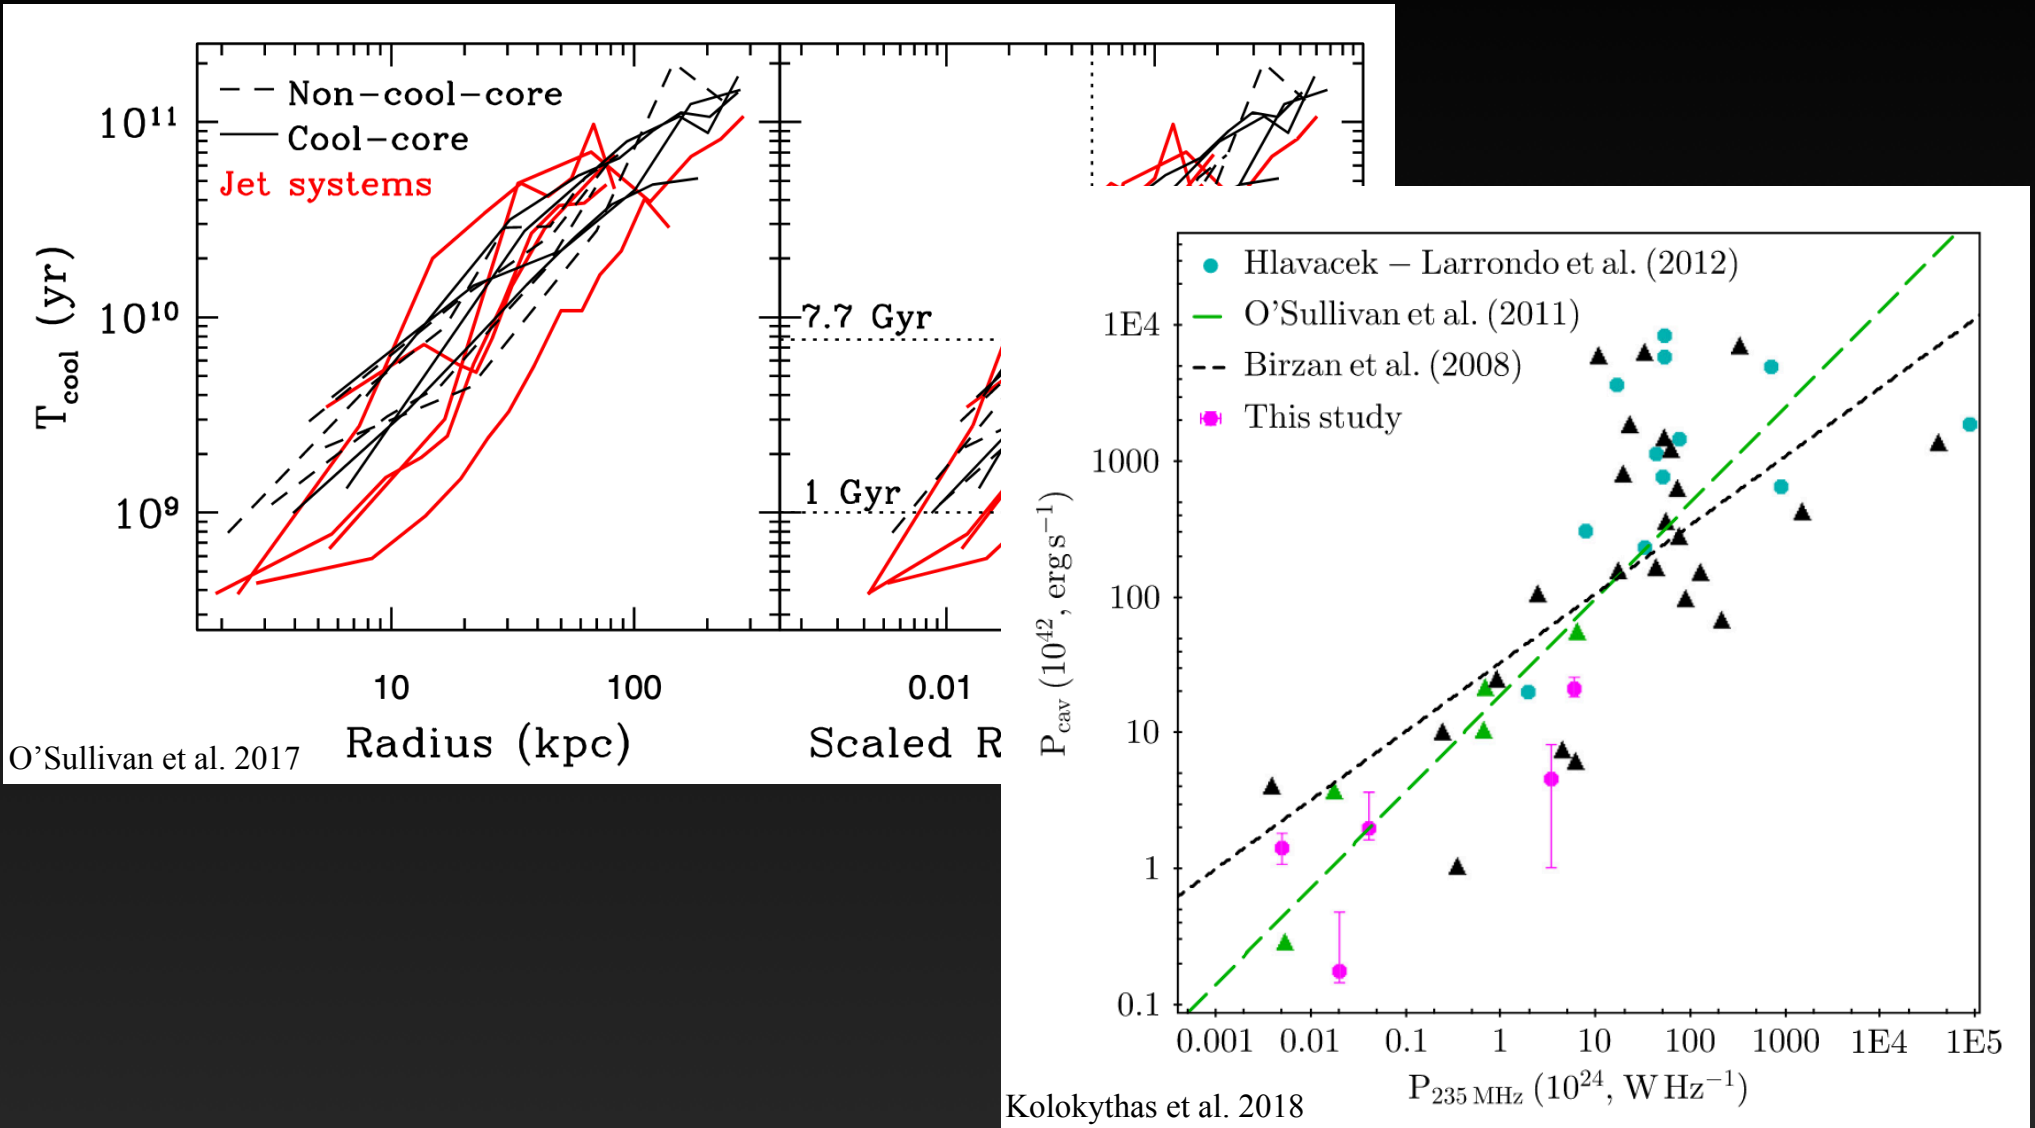 Non-cool-core
Cool-core
Jet systems
10¹¹
10¹⁰
10⁹
T_cool (yr)
10
100
Radius (kpc)
7.7 Gyr
1 Gyr
0.01
Scaled R
O'Sullivan et al. 2017
Hlavacek – Larrondo et al. (2012)
O'Sullivan et al. (2011)
Birzan et al. (2008)
This study
1E4
1000
100
10
1
0.1
P_cav (10⁴², erg s⁻¹)
0.001 0.01 0.1 1 10 100 1000 1E4 1E5
P_235 MHz (10²⁴, W Hz⁻¹)
Kolokythas et al. 2018